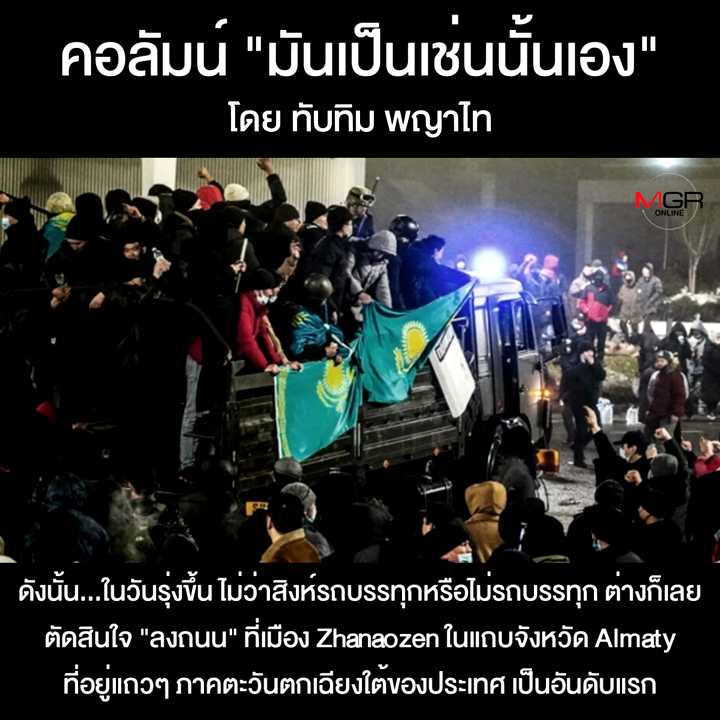 คอลัมน์ "มันเป็นเช่นนั้นเอง"
โดย ทับทิม พญาไท
MGR
ONLINE
ดังนั้น...ในวันรุ่งขึ้น ไม่ว่าสิงห์รถบรรทุกหรือไม่รถบรรทุก ต่างก็เลย
ตัดสินใจ "ลงถนน" ที่เมือง Zhanaozen ในแถบจังหวัด Almaty
ที่อยู่แถวๆ ภาคตะวันตกเฉียงใต้ของประเทศ เป็นอันดับแรก